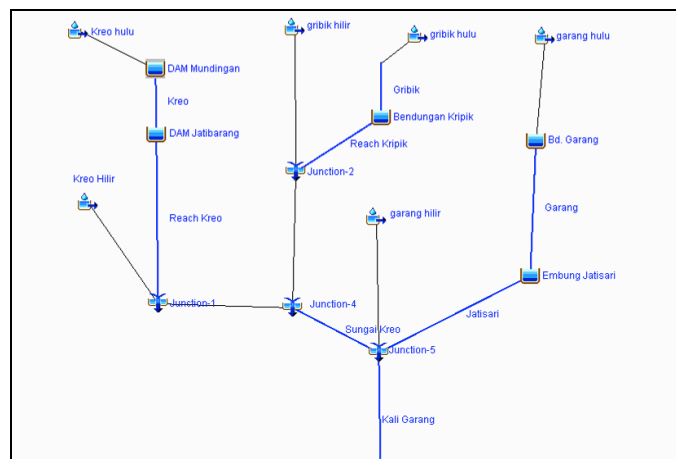 Kreo hulu
gribik hilir
gribik hulu
garang hulu
DAM Mundingan
Gribik
Kreo
Bendungan Kripik
DAM Jatibarang
Reach Kripik
Bd. Garang
Junction-2
Kreo Hilir
garang hilir
Garang
Reach Kreo
Embung Jatisari
Junction-1
Junction-4
Jatisari
Sungai Kreo
Junction-5
Kali Garang